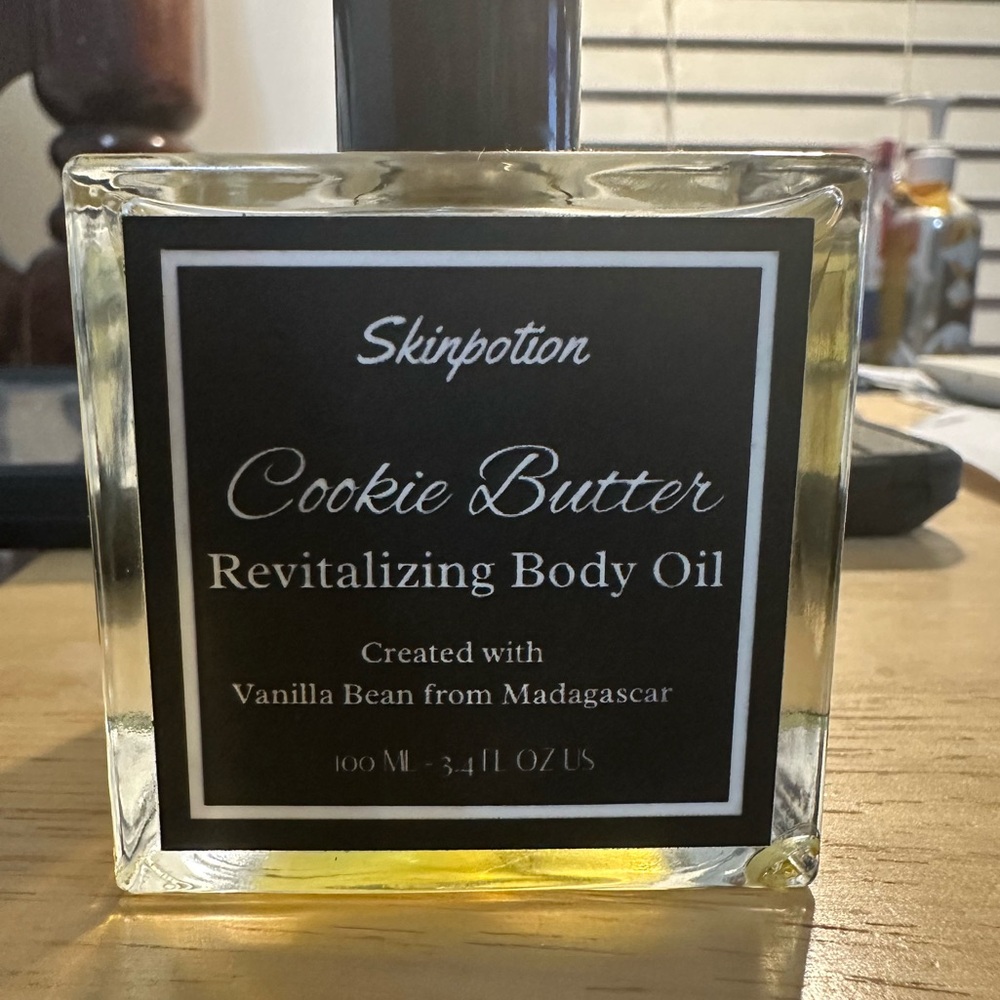 Skinpotion
Cookie Butter
Revitalizing Body Oil
Created with
Vanilla Bean from Madagascar
100 ML - 3.4 FL OZ US